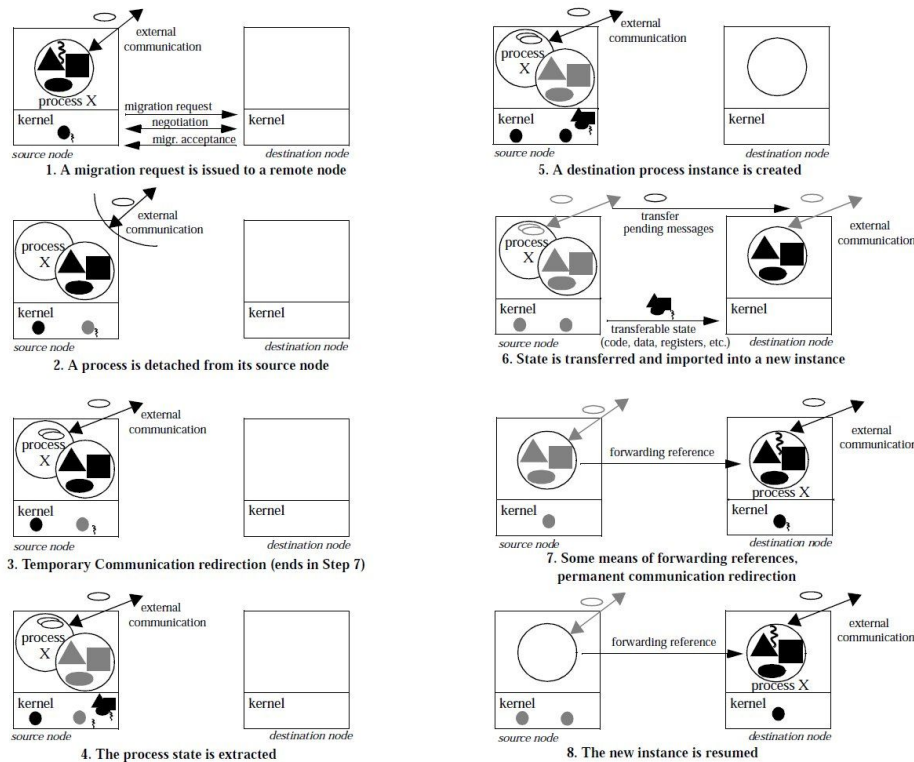 external
communication
process X
kernel
migration request
negotiation
migr. acceptance
kernel
source node
destination node
1. A migration request is issued to a remote node
external
communication
process
X
kernel
kernel
source node
destination node
2. A process is detached from its source node
external
communication
process
X
kernel
kernel
source node
destination node
3. Temporary Communication redirection (ends in Step 7)
external
communication
process
X
kernel
kernel
source node
destination node
4. The process state is extracted
external
communication
process
X
kernel
kernel
source node
destination node
5. A destination process instance is created
transfer
pending messages
external
communication
process
X
kernel
kernel
transferable state
(code, data, registers, etc.)
source node
destination node
6. State is transferred and imported into a new instance
external
communication
forwarding reference
process X
kernel
kernel
source node
destination node
7. Some means of forwarding references,
permanent communication redirection
external
communication
forwarding reference
process X
kernel
kernel
source node
destination node
8. The new instance is resumed